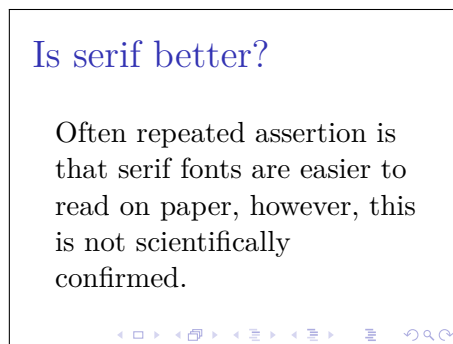 Is serif better?
Often repeated assertion is
that serif fonts are easier to
read on paper, however, this
is not scientifically
confirmed.